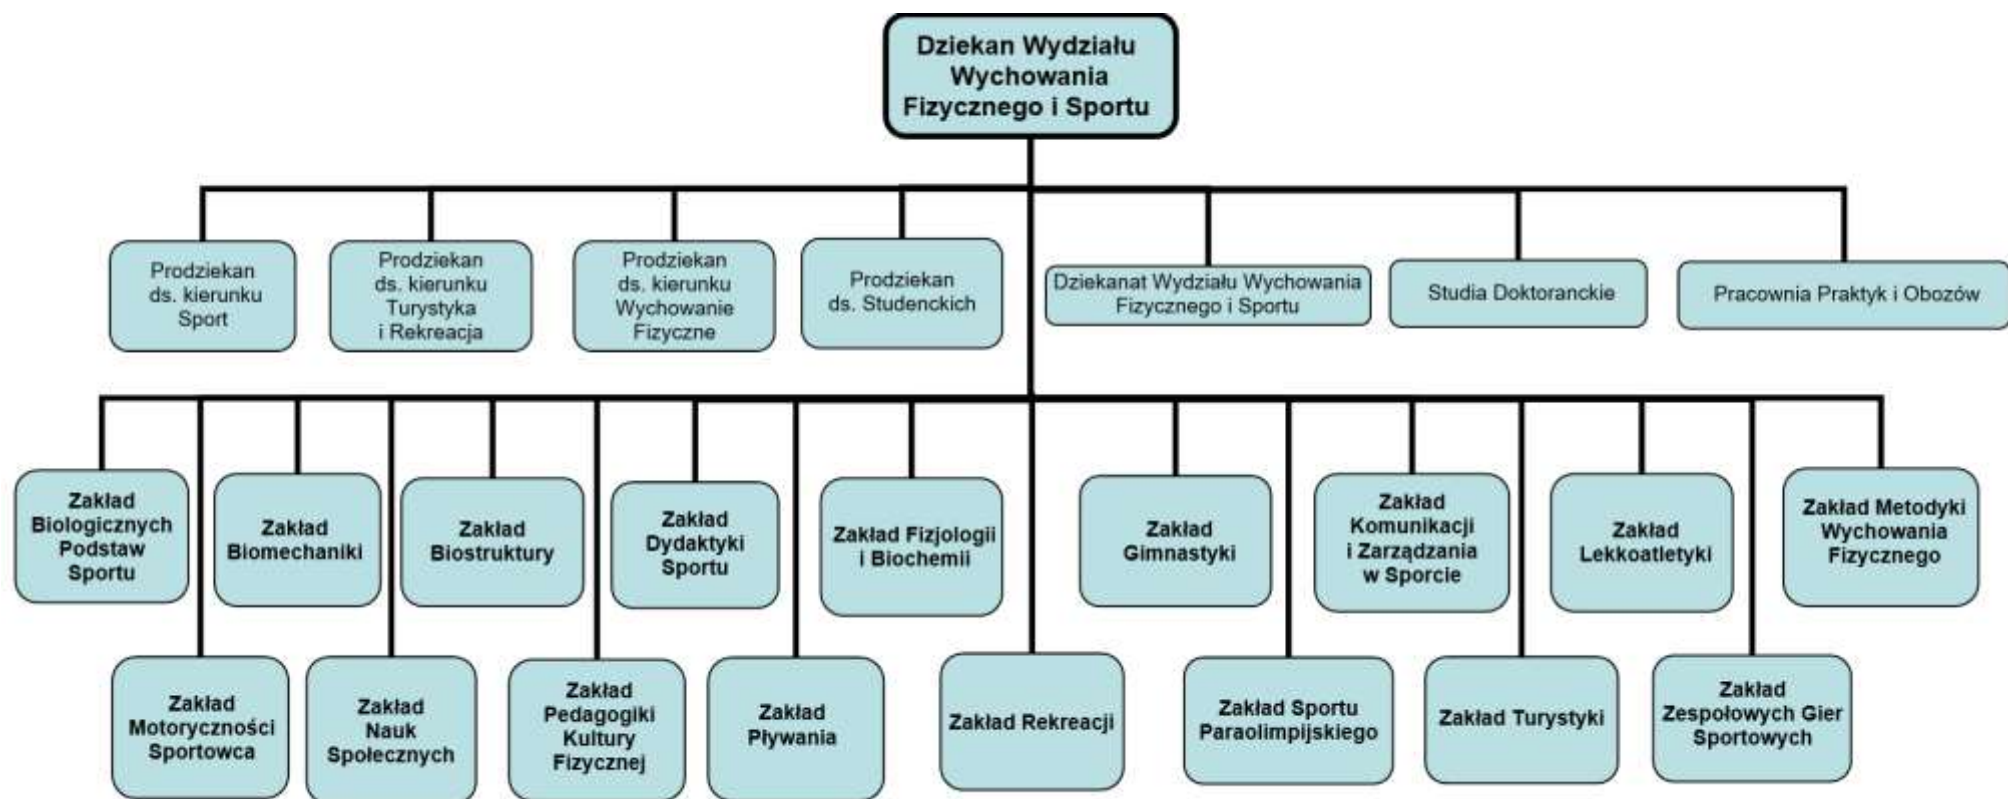 Dziekan Wydziału
Wychowania
Fizycznego i Sportu
Prodziekan
ds. kierunku
Sport
Prodziekan
ds. kierunku
Turystyka
i Rekreacja
Prodziekan
ds. kierunku
Wychowanie
Fizyczne
Prodziekan
ds. Studenckich
Dziekanat Wydziału Wychowania
Fizycznego i Sportu
Studia Doktoranckie
Pracownia Praktyk i Obozów
Zakład
Biologicznych
Podstaw
Sportu
Zakład
Biomechaniki
Zakład
Biostruktury
Zakład
Dydaktyki
Sportu
Zakład Fizjologii
i Biochemii
Zakład
Gimnastyki
Zakład
Komunikacji
i Zarządzania
w Sporcie
Zakład
Lekkoatletyki
Zakład Metodyki
Wychowania
Fizycznego
Zakład
Motoryczności
Sportowca
Zakład
Nauk
Społecznych
Zakład
Pedagogiki
Kultury
Fizycznej
Zakład
Pływania
Zakład Rekreacji
Zakład Sportu
Paraolimpijskiego
Zakład Turystyki
Zakład
Zespołowych Gier
Sportowych